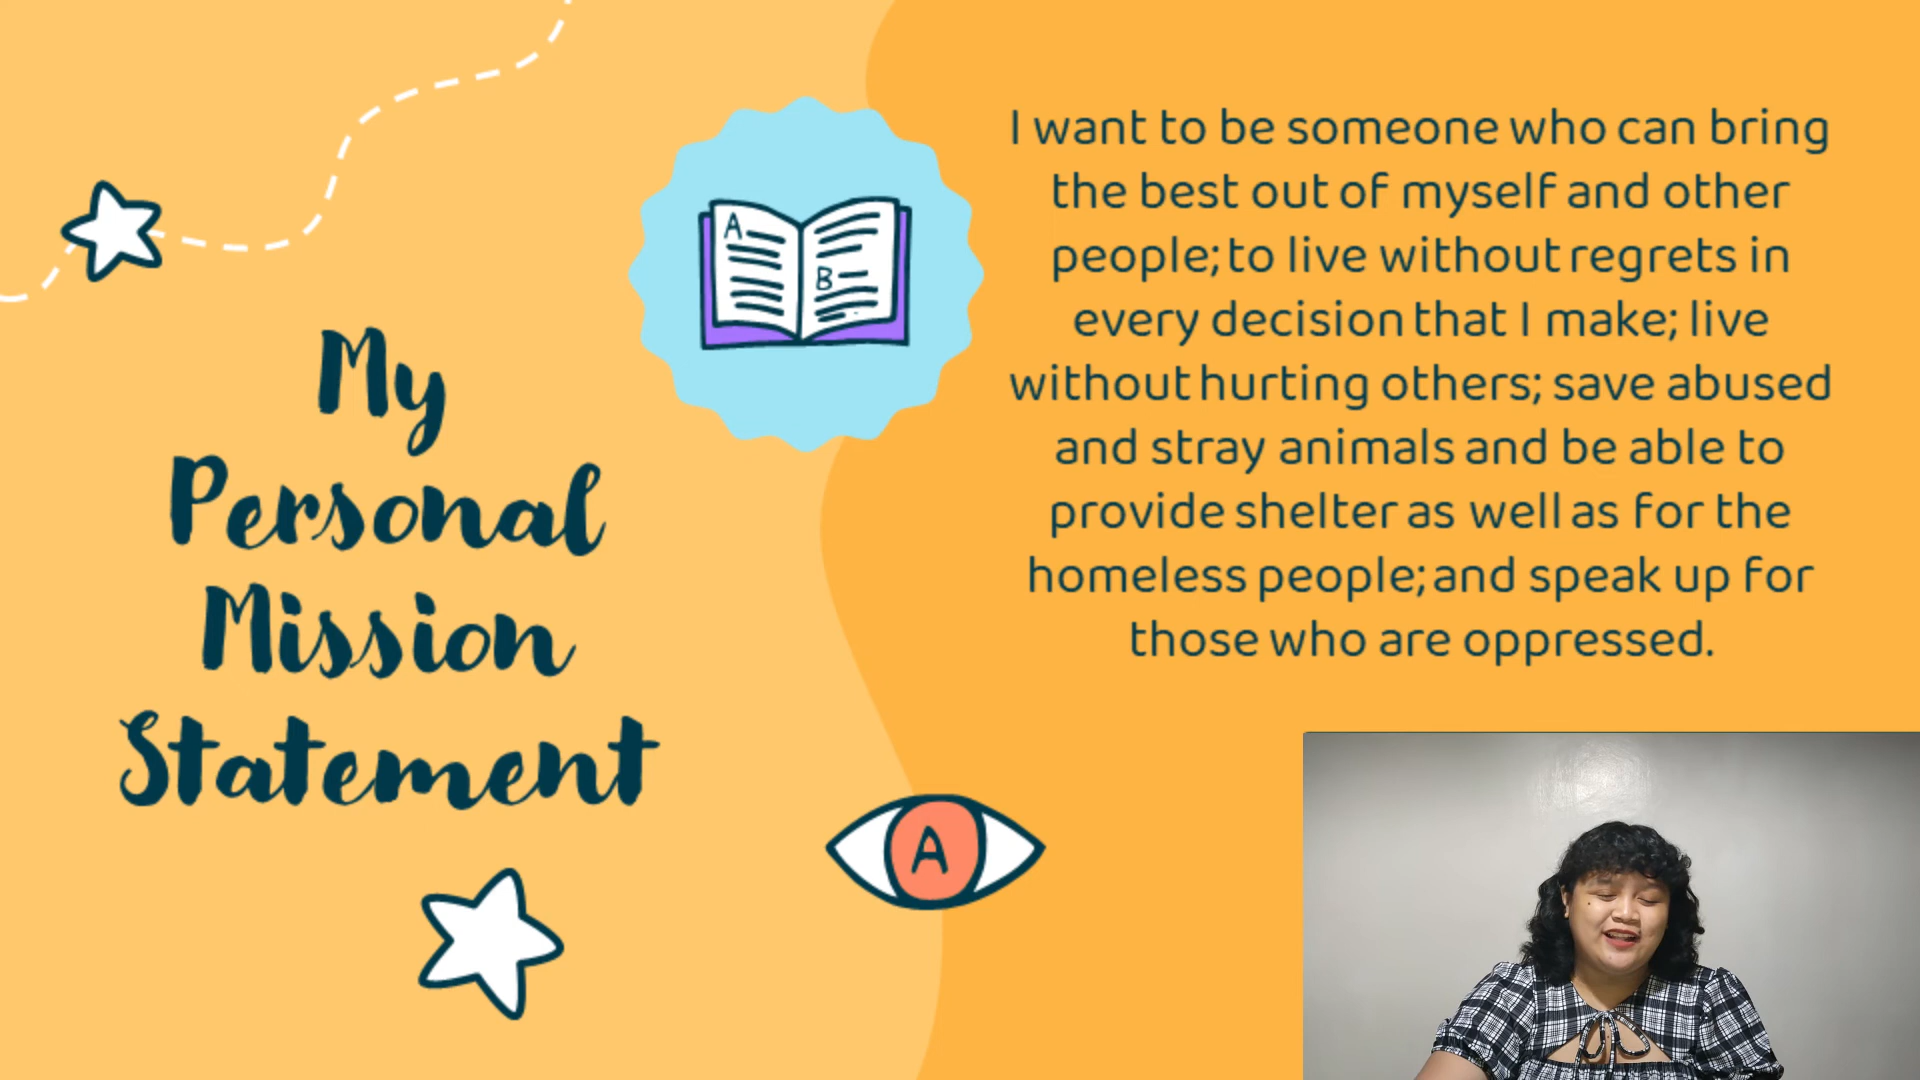 My
Personal
Mission
Statement
A
B
I want to be someone who can bring
the best out of myself and other
people; to live without regrets in
every decision that I make; live
without hurting others; save abused
and stray animals and be able to
provide shelter as well as for the
homeless people; and speak up for
those who are oppressed.
A